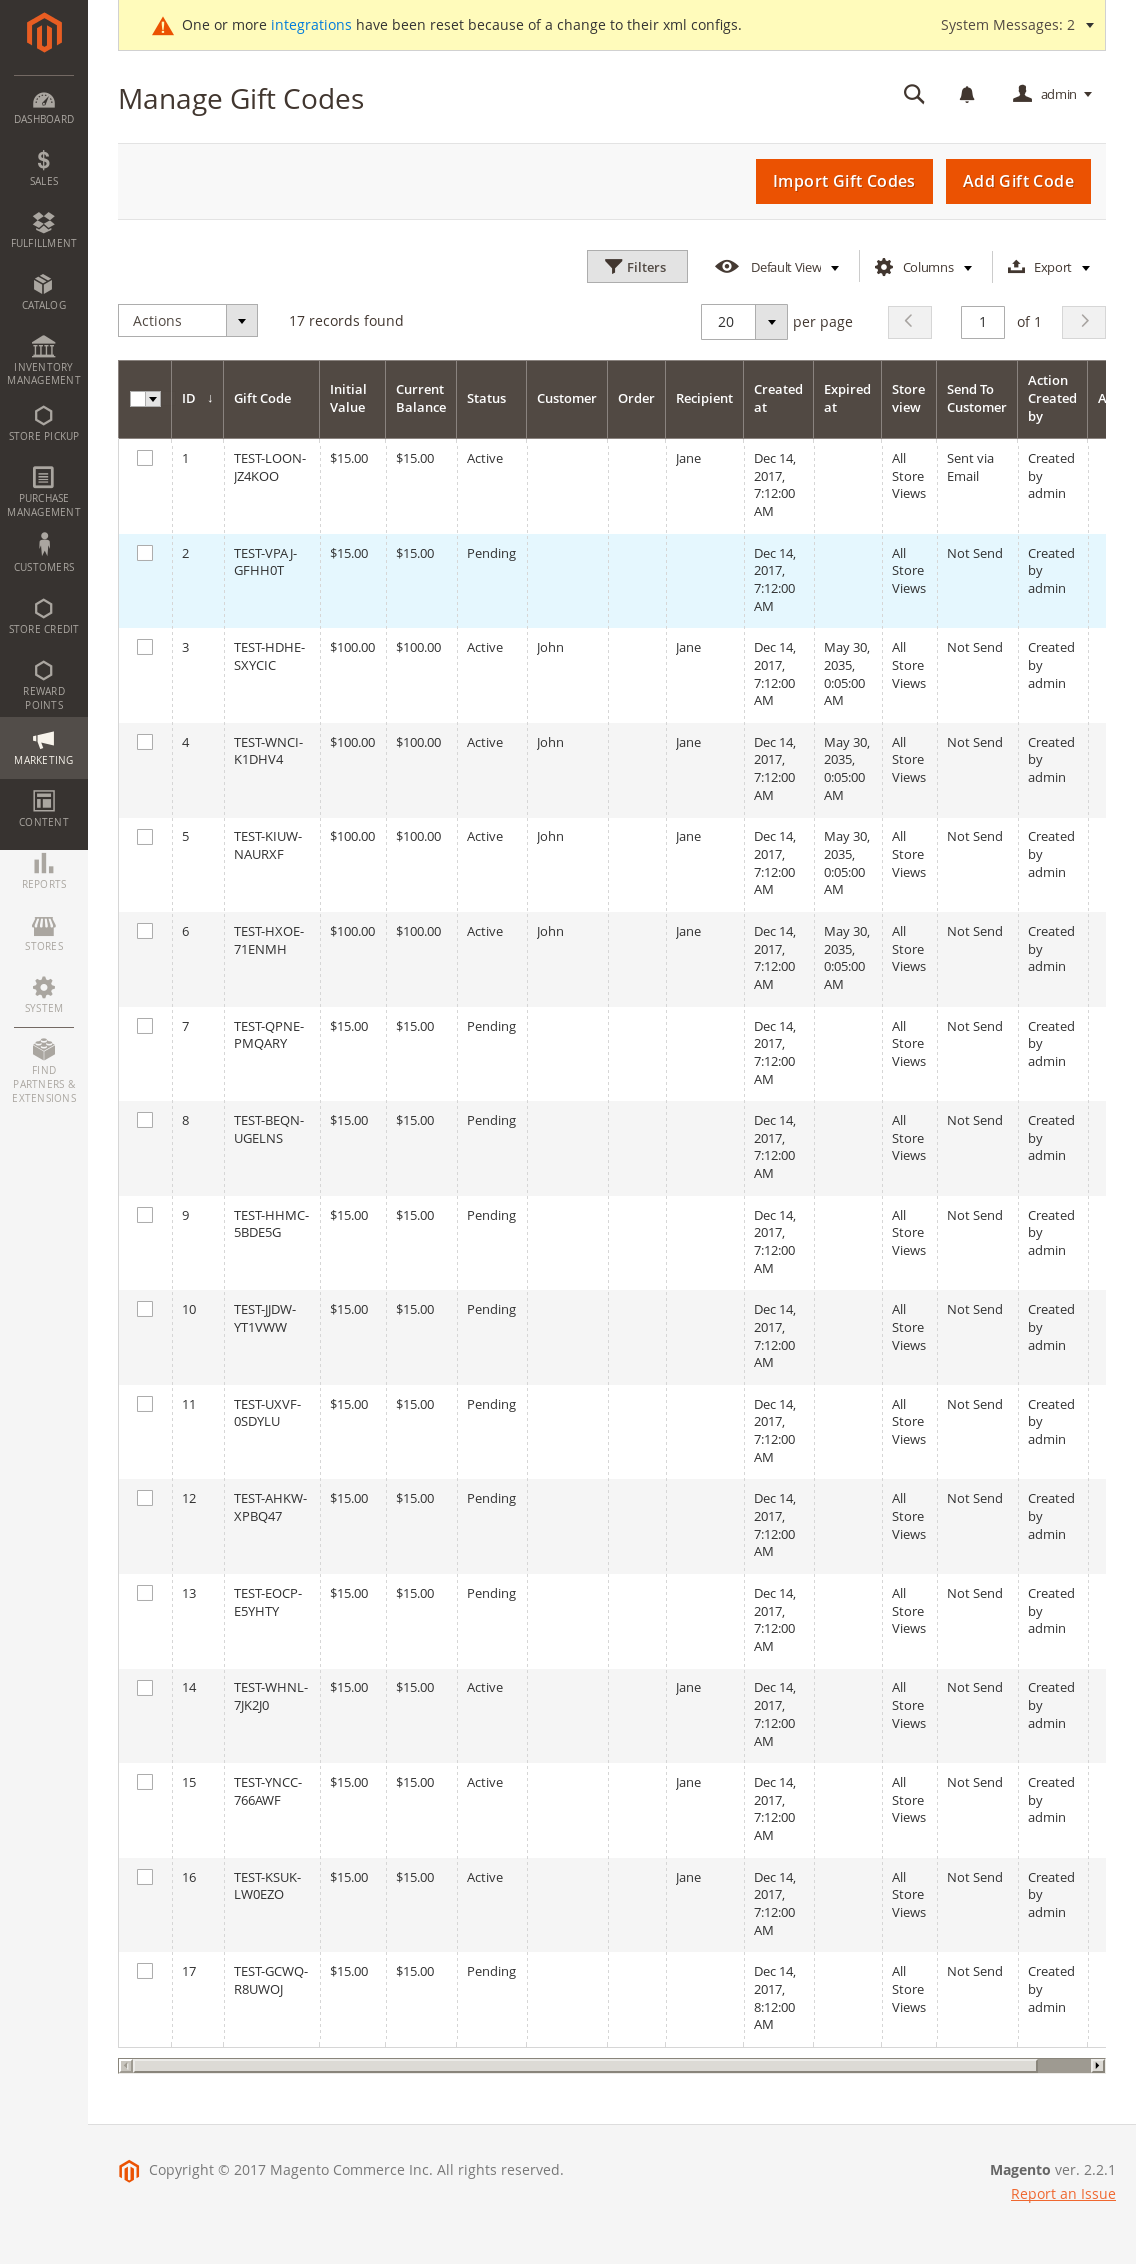 One or more integrations have been reset because of a change to their xml configs.
System Messages: 2
Manage Gift Codes
admin
Import Gift Codes
Add Gift Code
Filters
Default View
Columns
Export
Actions
17 records found
20
per page
1
of 1
DASHBOARD
SALES
FULFILLMENT
CATALOG
INVENTORY
MANAGEMENT
STORE PICKUP
PURCHASE
MANAGEMENT
CUSTOMERS
STORE CREDIT
REWARD
POINTS
MARKETING
CONTENT
REPORTS
STORES
SYSTEM
FIND
PARTNERS &
EXTENSIONS
ID ↓ Gift Code Initial Value Current Balance Status Customer Order Recipient Created at Expired at Store view Send To Customer Action Created by A
1 TEST-LOON-JZ4KOO $15.00 $15.00 Active Jane Dec 14, 2017, 7:12:00 AM All Store Views Sent via Email Created by admin
2 TEST-VPAJ-GFHH0T $15.00 $15.00 Pending Dec 14, 2017, 7:12:00 AM All Store Views Not Send Created by admin
3 TEST-HDHE-SXYCIC $100.00 $100.00 Active John Jane Dec 14, 2017, 7:12:00 AM May 30, 2035, 0:05:00 AM All Store Views Not Send Created by admin
4 TEST-WNCI-K1DHV4 $100.00 $100.00 Active John Jane Dec 14, 2017, 7:12:00 AM May 30, 2035, 0:05:00 AM All Store Views Not Send Created by admin
5 TEST-KIUW-NAURXF $100.00 $100.00 Active John Jane Dec 14, 2017, 7:12:00 AM May 30, 2035, 0:05:00 AM All Store Views Not Send Created by admin
6 TEST-HXOE-71ENMH $100.00 $100.00 Active John Jane Dec 14, 2017, 7:12:00 AM May 30, 2035, 0:05:00 AM All Store Views Not Send Created by admin
7 TEST-QPNE-PMQARY $15.00 $15.00 Pending Dec 14, 2017, 7:12:00 AM All Store Views Not Send Created by admin
8 TEST-BEQN-UGELNS $15.00 $15.00 Pending Dec 14, 2017, 7:12:00 AM All Store Views Not Send Created by admin
9 TEST-HHMC-5BDE5G $15.00 $15.00 Pending Dec 14, 2017, 7:12:00 AM All Store Views Not Send Created by admin
10 TEST-JJDW-YT1VWW $15.00 $15.00 Pending Dec 14, 2017, 7:12:00 AM All Store Views Not Send Created by admin
11 TEST-UXVF-0SDYLU $15.00 $15.00 Pending Dec 14, 2017, 7:12:00 AM All Store Views Not Send Created by admin
12 TEST-AHKW-XPBQ47 $15.00 $15.00 Pending Dec 14, 2017, 7:12:00 AM All Store Views Not Send Created by admin
13 TEST-EOCP-E5YHTY $15.00 $15.00 Pending Dec 14, 2017, 7:12:00 AM All Store Views Not Send Created by admin
14 TEST-WHNL-7JK2J0 $15.00 $15.00 Active Jane Dec 14, 2017, 7:12:00 AM All Store Views Not Send Created by admin
15 TEST-YNCC-766AWF $15.00 $15.00 Active Jane Dec 14, 2017, 7:12:00 AM All Store Views Not Send Created by admin
16 TEST-KSUK-LW0EZO $15.00 $15.00 Active Jane Dec 14, 2017, 7:12:00 AM All Store Views Not Send Created by admin
17 TEST-GCWQ-R8UWOJ $15.00 $15.00 Pending Dec 14, 2017, 8:12:00 AM All Store Views Not Send Created by admin
Copyright © 2017 Magento Commerce Inc. All rights reserved.
Magento ver. 2.2.1
Report an Issue